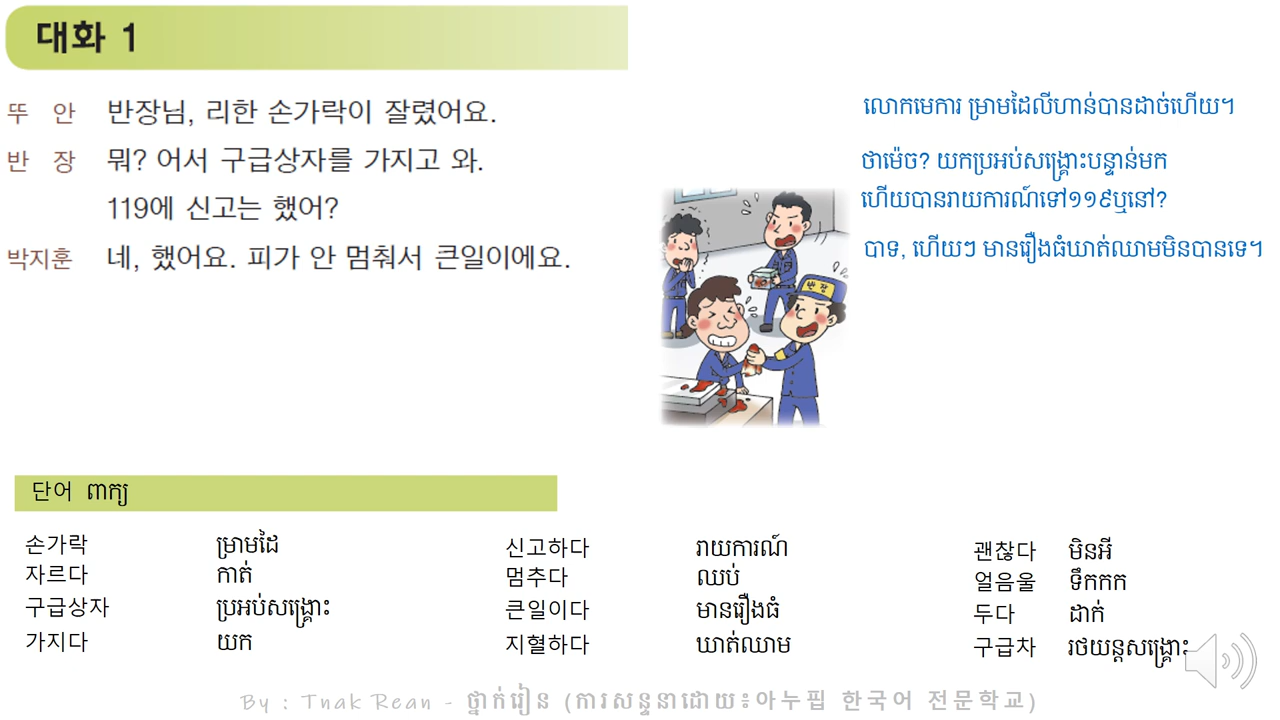 대화 1
뚜 안 반장님, 리한 손가락이 잘렸어요.
반 장 뭐? 어서 구급상자를 가지고 와.
119에 신고는 했어?
박지훈 네, 했어요. 피가 안 멈춰서 큰일이에요.
លោកមេការ ម្រាមដៃលីហាន់បានដាច់ហើយ។
ថាម៉េច? យកប្រអប់សង្គ្រោះបន្ទាន់មក
ហើយបានរាយការណ៍ទៅ១១៩ឬនៅ?
បាទ, ហើយៗ មានរឿងធំឃាត់ឈាមមិនបានទេ។
반장
단어 ពាក្យ
손가락 ម្រាមដៃ
자르다 កាត់
구급상자 ប្រអប់សង្គ្រោះ
가지다 យក
신고하다 រាយការណ៍
멈추다 ឈប់
큰일이다 មានរឿងធំ
지혈하다 ឃាត់ឈាម
괜찮다 មិនអី
얼음울 ទឹកកក
두다 ដាក់
구급차 រថយន្តសង្គ្រោះ
By : Tnak Rean - ថ្នាក់រៀន (ការសន្ទនាដោយ៖아누핍 한국어 전문학교)